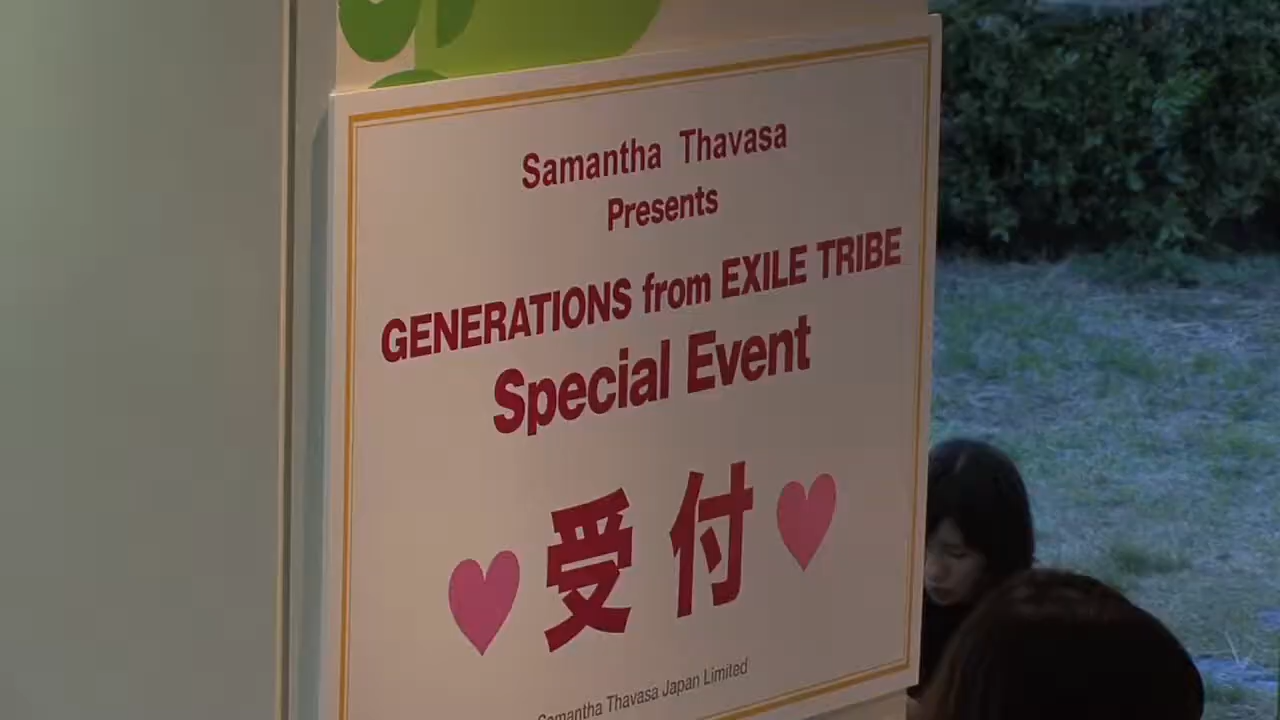 Samantha Thavasa
Presents
GENERATIONS from EXILE TRIBE
Special Event
受付
Samantha Thavasa Japan Limited